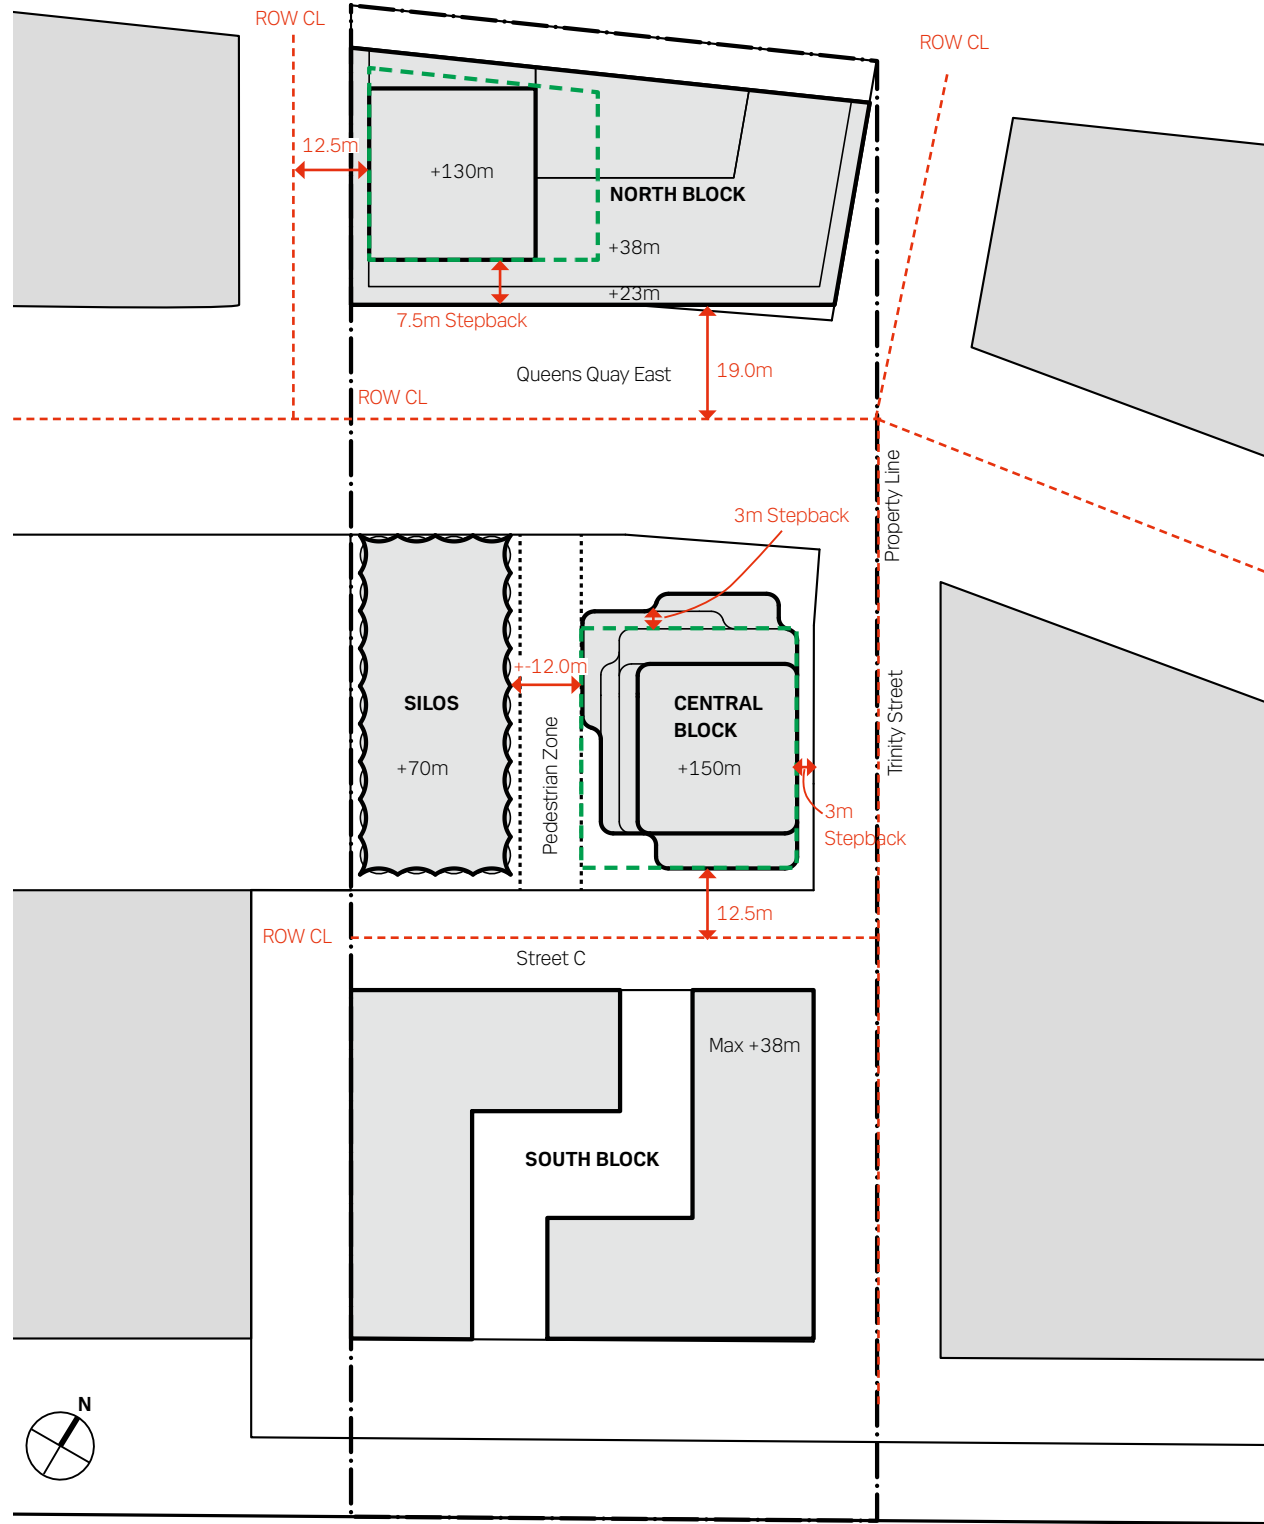 ROW CL
ROW CL
12.5m
+130m
NORTH BLOCK
+38m
+23m
7.5m Stepback
Queens Quay East
19.0m
ROW CL
Property Line
3m Stepback
+-12.0m
SILOS
CENTRAL
BLOCK
+70m
+150m
Pedestrian Zone
Trinity Street
3m
Stepback
12.5m
ROW CL
Street C
Max +38m
SOUTH BLOCK
N